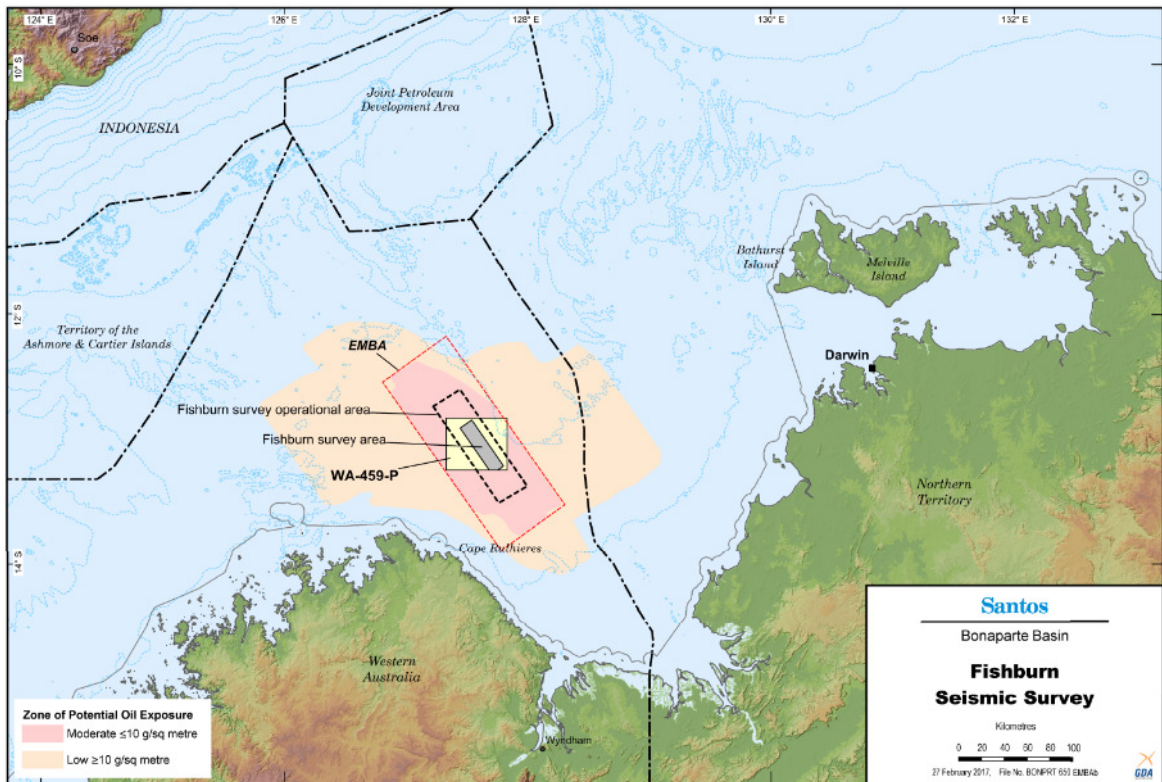 124° E
126° E
128° E
130° E
132° E
Soe
10° S
Joint Petroleum
Development Area
INDONESIA
Bathurst
Island
Melville
Island
12° S
Territory of the
Ashmore & Cartier Islands
EMBA
Darwin
Fishburn survey operational area
Fishburn survey area
WA-459-P
Northern
Territory
Cape Ruthieres
14° S
Western
Australia
Wyndham
Zone of Potential Oil Exposure
Moderate ≤10 g/sq metre
Low ≥10 g/sq metre
Santos
Bonaparte Basin
Fishburn
Seismic Survey
Kilometres
0 20 40 60 80 100
27 February 2017, File No. BONPRT 650 EMBAb
GDA